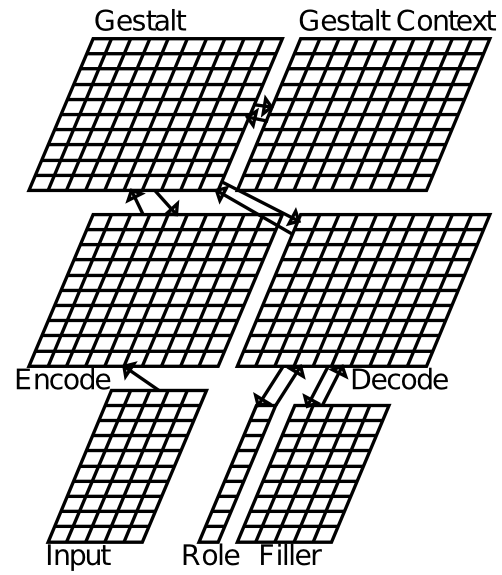 Gestalt
Gestalt Context
Encode
Decode
Input
Role
Filler